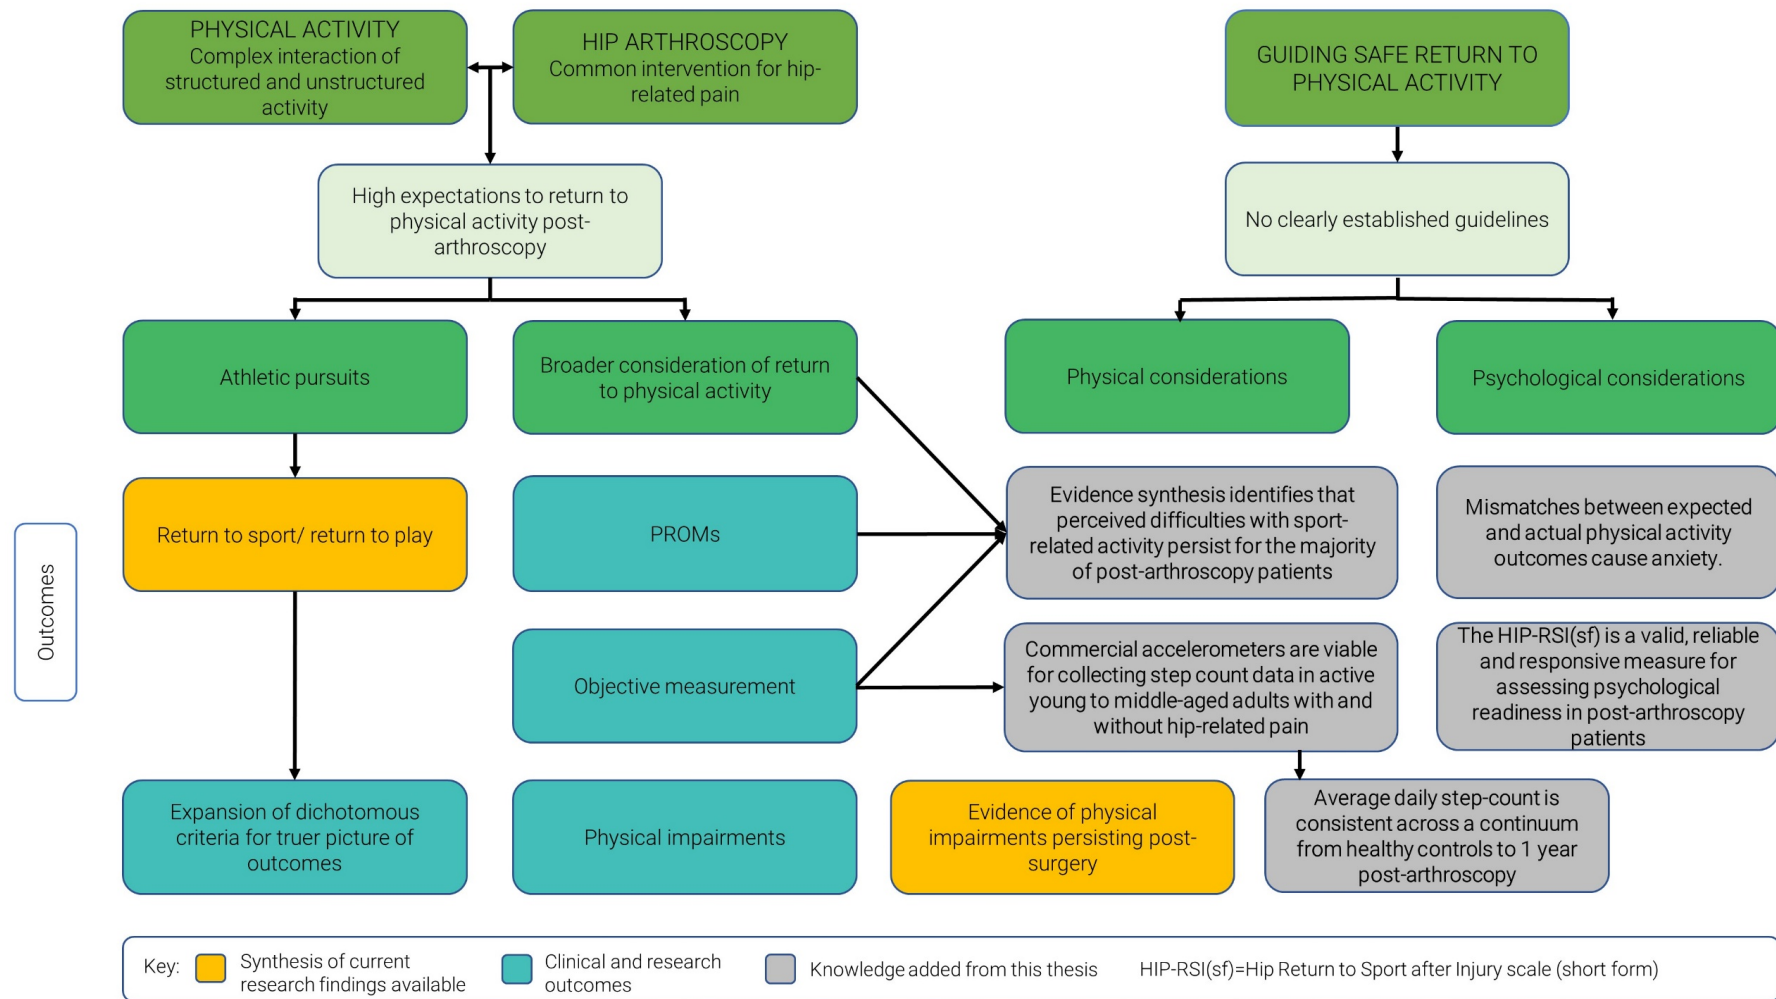 PHYSICAL ACTIVITY
Complex interaction of
structured and unstructured
activity
HIP ARTHROSCOPY
Common intervention for hip-
related pain
GUIDING SAFE RETURN TO
PHYSICAL ACTIVITY
High expectations to return to
physical activity post-
arthroscopy
No clearly established guidelines
Athletic pursuits
Broader consideration of return
to physical activity
Physical considerations
Psychological considerations
Outcomes
Return to sport/ return to play
PROMs
Evidence synthesis identifies that
perceived difficulties with sport-
related activity persist for the majority
of post-arthroscopy patients
Mismatches between expected
and actual physical activity
outcomes cause anxiety.
Objective measurement
Commercial accelerometers are viable
for collecting step count data in active
young to middle-aged adults with and
without hip-related pain
The HIP-RSI(sf) is a valid, reliable
and responsive measure for
assessing psychological
readiness in post-arthroscopy
patients
Expansion of dichotomous
criteria for truer picture of
outcomes
Physical impairments
Evidence of physical
impairments persisting post-
surgery
Average daily step-count is
consistent across a continuum
from healthy controls to 1 year
post-arthroscopy
Key:
Synthesis of current
research findings available
Clinical and research
outcomes
Knowledge added from this thesis
HIP-RSI(sf)=Hip Return to Sport after Injury scale (short form)